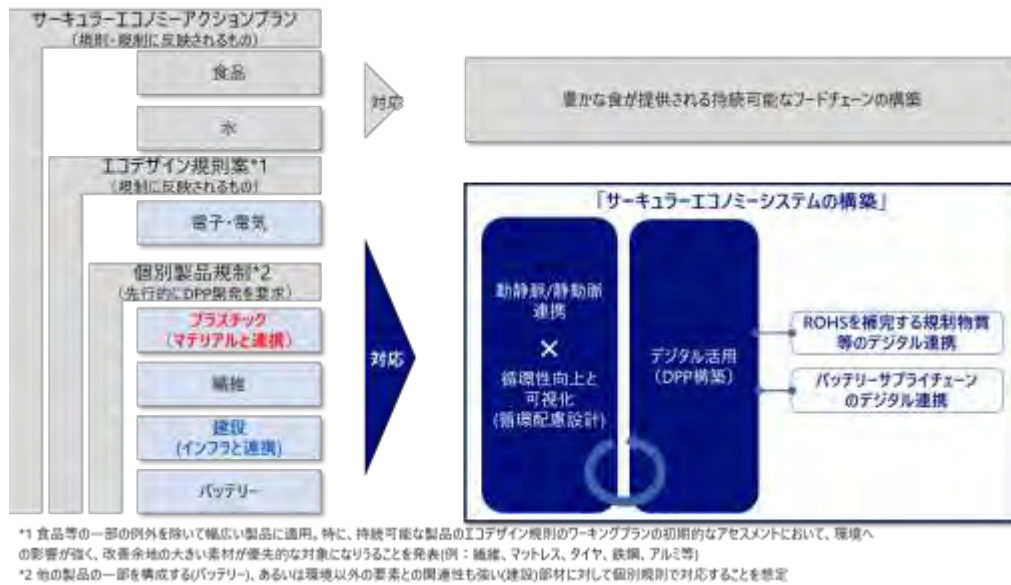 サーキュラーエコノミーアクションプラン
(規則・規制に反映されるもの)
食品
水
エコデザイン規則案*1
(規制に反映されるもの)
電子・電気
個別製品規制*2
(先行的にDPP開発を要求)
プラスチック
(マテリアルと連携)
繊維
建設
(インフラと連携)
バッテリー
対応
対応
豊かな食が提供される持続可能なフードチェーンの構築
「サーキュラーエコノミーシステムの構築」
動静脈/静動脈
連携
×
循環性向上と
可視化
(循環配慮設計)
デジタル活用
(DPP構築)
ROHSを補完する規制物質
等のデジタル連携
バッテリーサプライチェーン
のデジタル連携
*1 食品等の一部の例外を除いて幅広い製品に適用。特に、持続可能な製品のエコデザイン規則のワーキングプランの初期的なアセスメントにおいて、環境へ
の影響が強く、改善余地の大きい素材が優先的な対象になりうることを発表(例：繊維、マットレス、タイヤ、鉄鋼、アルミ等)
*2 他の製品の一部を構成する(バッテリー)、あるいは環境以外の要素との関連性も強い(建設)部材に対して個別規則で対応することを想定